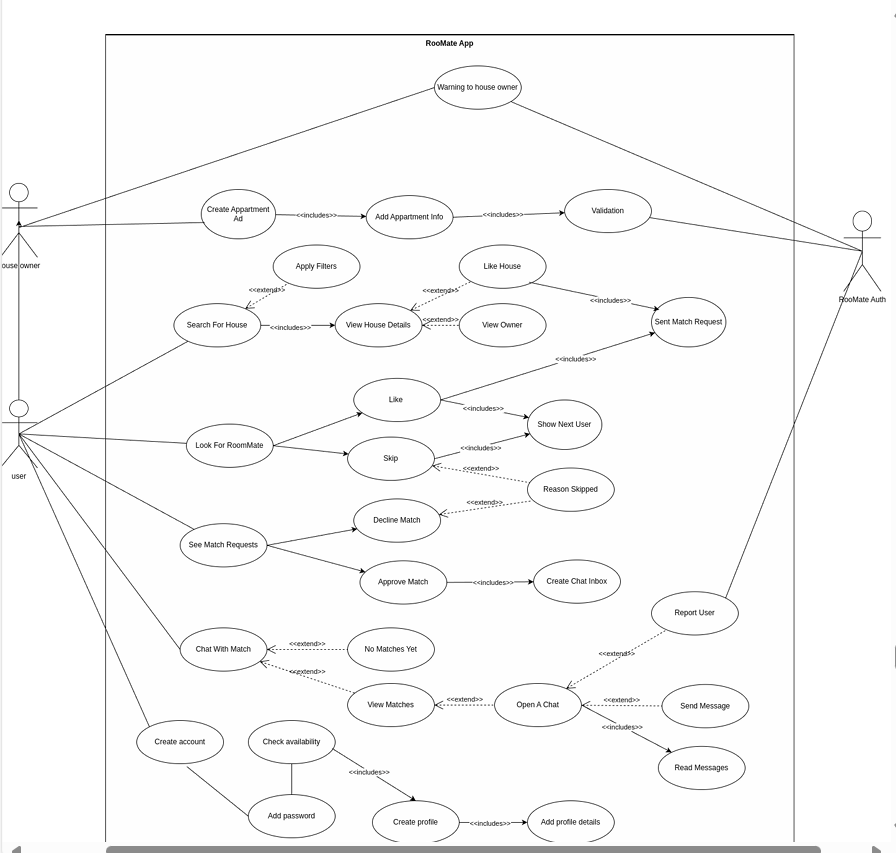 RooMate App
Warning to house owner
Create Appartment
Ad
<<includes>>
Add Appartment Info
<<includes>>
Validation
ouse owner
RooMate Auth
Apply Filters
Like House
<<extend>>
<<extend>>
<<includes>>
Search For House
<<includes>>
View House Details
<<extend>>
View Owner
Sent Match Request
<<includes>>
Like
<<includes>>
Show Next User
Look For RoomMate
<<includes>>
Skip
<<extend>>
user
Reason Skipped
<<extend>>
Decline Match
See Match Requests
Approve Match
<<includes>>
Create Chat Inbox
Report User
Chat With Match
<<extend>>
No Matches Yet
<<extend>>
<<extend>>
View Matches
<<extend>>
Open A Chat
<<extend>>
Send Message
<<includes>>
Create account
Check availability
<<includes>>
Read Messages
Add password
Create profile
<<includes>>
Add profile details